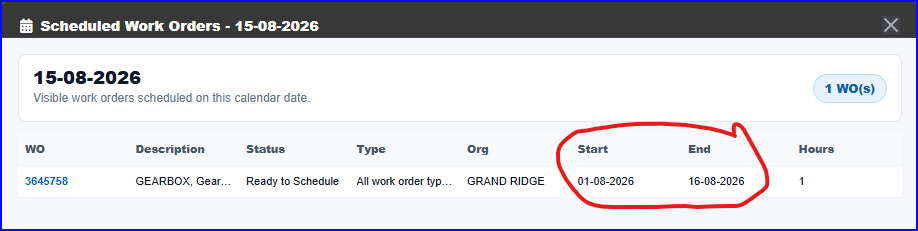 Scheduled Work Orders - 15-08-2026
15-08-2026
Visible work orders scheduled on this calendar date.
1 WO(s)
WO Description Status Type Org Start End Hours
3645758 GEARBOX, Gear... Ready to Schedule All work order typ... GRAND RIDGE 01-08-2026 16-08-2026 1